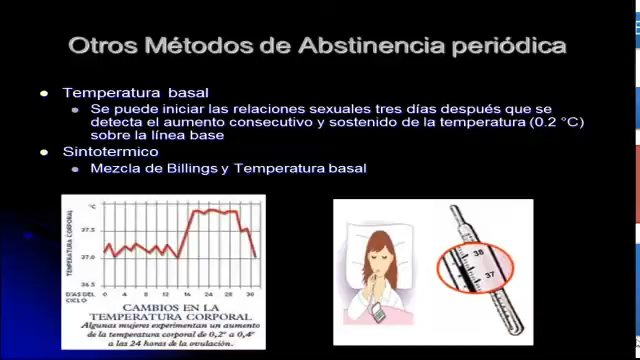 Otros Métodos de Abstinencia periódica
Temperatura basal
Se puede iniciar las relaciones sexuales tres días después que se
detecta el aumento consecutivo y sostenido de la temperatura (0.2 °C)
sobre la línea base
Sintotermico
Mezcla de Billings y Temperatura basal
°C
TEMPERATURA CORPORAL
37.5
37.0
36.5
DÍAS DEL
CICLO
0 4 8 12 16 20 24 28 30
CAMBIOS EN LA
TEMPERATURA CORPORAL
Algunas mujeres experimentan un aumento
de la temperatura corporal de 0,2° a 0,4°
a las 24 horas de la ovulación.
38
37